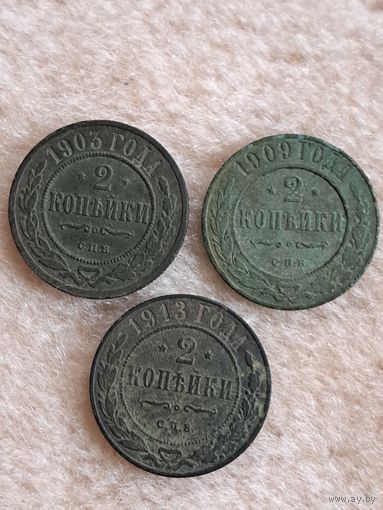 1903 ГОДА
* 2 *
КОПѢЙКИ
С.П.Б.
1909 ГОДА
* 2 *
КОПѢЙКИ
С.П.Б.
1913 ГОДА
* 2 *
КОПѢЙКИ
С.П.Б.
www.ay.by